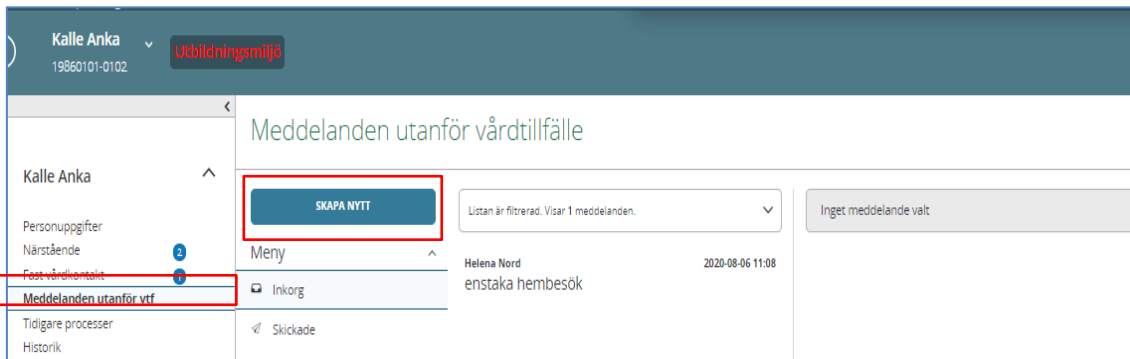 Kalle Anka
19860101-0102
Utbildningsmiljö
Meddelanden utanför vårdtillfälle
Kalle Anka
Personuppgifter
Närstående 2
Fast vårdkontakt
Meddelanden utanför vtf
Tidigare processer
Historik
SKAPA NYTT
Meny
Inkorg
Skickade
Listan är filtrerad. Visar 1 meddelanden.
Helena Nord 2020-08-06 11:08
enstaka hembesök
Inget meddelande valt